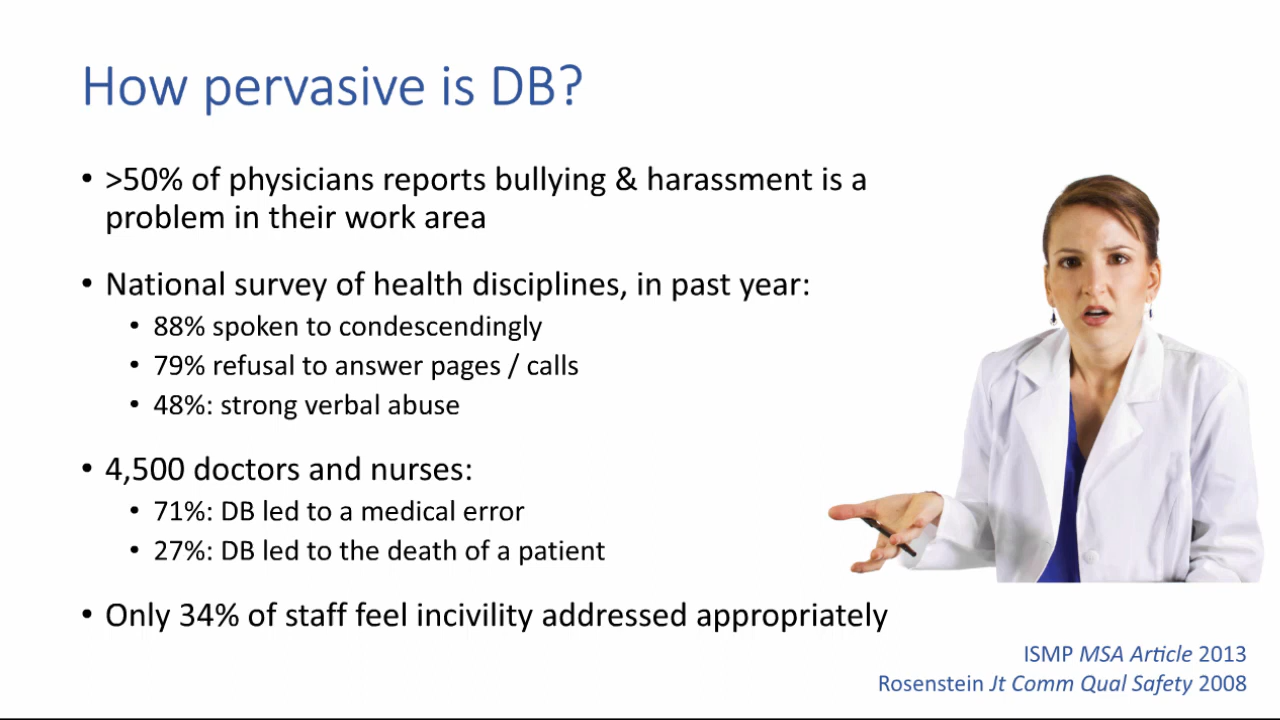 How pervasive is DB?
• >50% of physicians reports bullying & harassment is a
problem in their work area
• National survey of health disciplines, in past year:
• 88% spoken to condescendingly
• 79% refusal to answer pages / calls
• 48%: strong verbal abuse
• 4,500 doctors and nurses:
• 71%: DB led to a medical error
• 27%: DB led to the death of a patient
• Only 34% of staff feel incivility addressed appropriately
ISMP MSA Article 2013
Rosenstein Jt Comm Qual Safety 2008